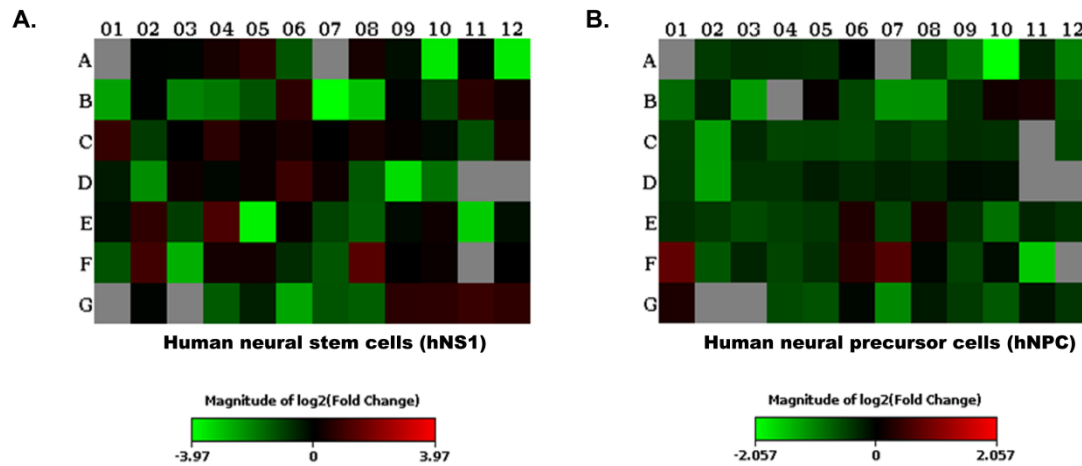 A.
01 02 03 04 05 06 07 08 09 10 11 12
A
B
C
D
E
F
G
Human neural stem cells (hNS1)
Magnitude of log2(Fold Change)
-3.97 0 3.97
B.
01 02 03 04 05 06 07 08 09 10 11 12
A
B
C
D
E
F
G
Human neural precursor cells (hNPC)
Magnitude of log2(Fold Change)
-2.057 0 2.057